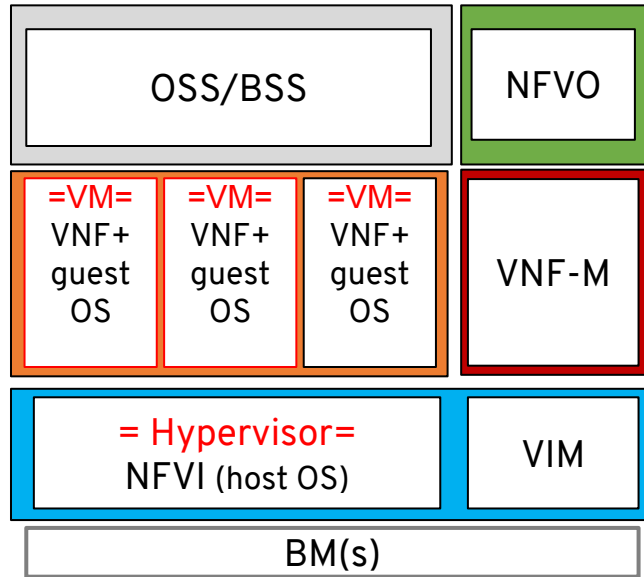 OSS/BSS
NFVO
=VM=
VNF+
guest
OS
=VM=
VNF+
guest
OS
=VM=
VNF+
guest
OS
VNF-M
= Hypervisor=
NFVI (host OS)
VIM
BM(s)